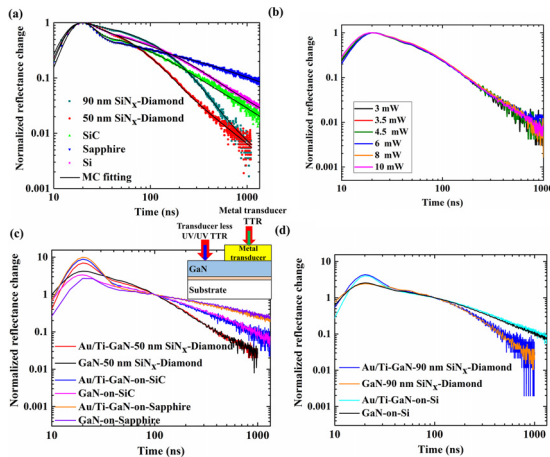 (a)
Normalized reflectance change
1
0.1
0.01
0.001
90 nm SiNX-Diamond
50 nm SiNX-Diamond
SiC
Sapphire
Si
MC fitting
10
100
1000
Time (ns)
(b)
Normalized reflectance change
1
0.1
0.01
0.001
3 mW
3.5 mW
4.5 mW
6 mW
8 mW
10 mW
10
100
1000
Time (ns)
(c)
Normalized reflectance change
10
1
0.1
0.01
0.001
Transducer less
UV/UV TTR
Metal transducer
TTR
Metal
transducer
GaN
Substrate
Au/Ti-GaN-50 nm SiNX-Diamond
GaN-50 nm SiNX-Diamond
Au/Ti-GaN-on-SiC
GaN-on-SiC
Au/Ti-GaN-on-Sapphire
GaN-on-Sapphire
10
100
1000
Time (ns)
(d)
Normalized reflectance change
10
1
0.1
0.01
0.001
Au/Ti-GaN-90 nm SiNX-Diamond
GaN-90 nm SiNX-Diamond
Au/Ti-GaN-on-Si
GaN-on-Si
10
100
1000
Time (ns)